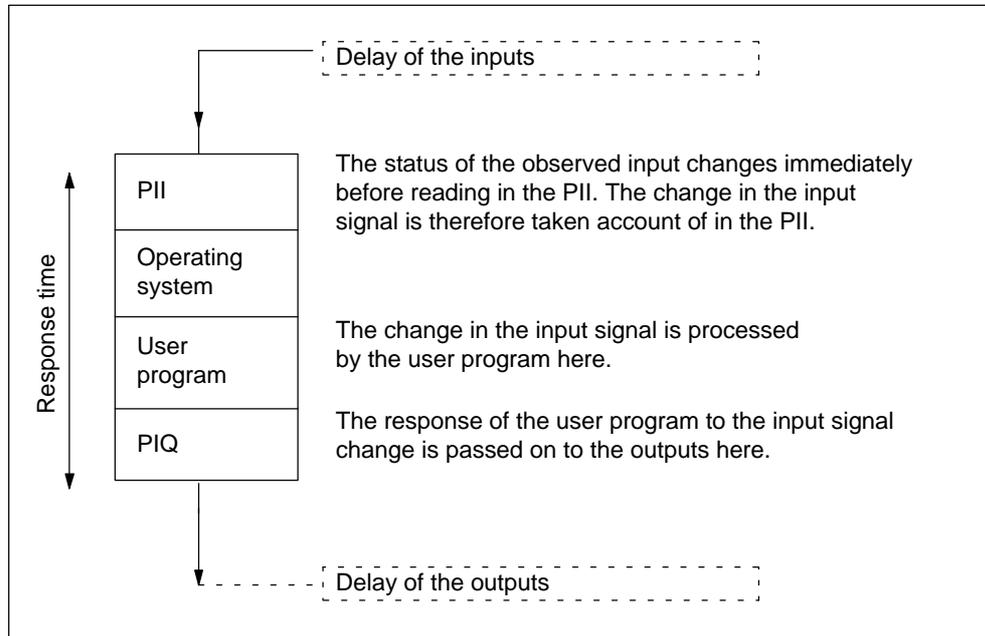 Delay of the inputs
PII
The status of the observed input changes immediately
before reading in the PII. The change in the input
signal is therefore taken account of in the PII.
Operating
system
Response time
User
program
The change in the input signal is processed
by the user program here.
PIQ
The response of the user program to the input signal
change is passed on to the outputs here.
Delay of the outputs